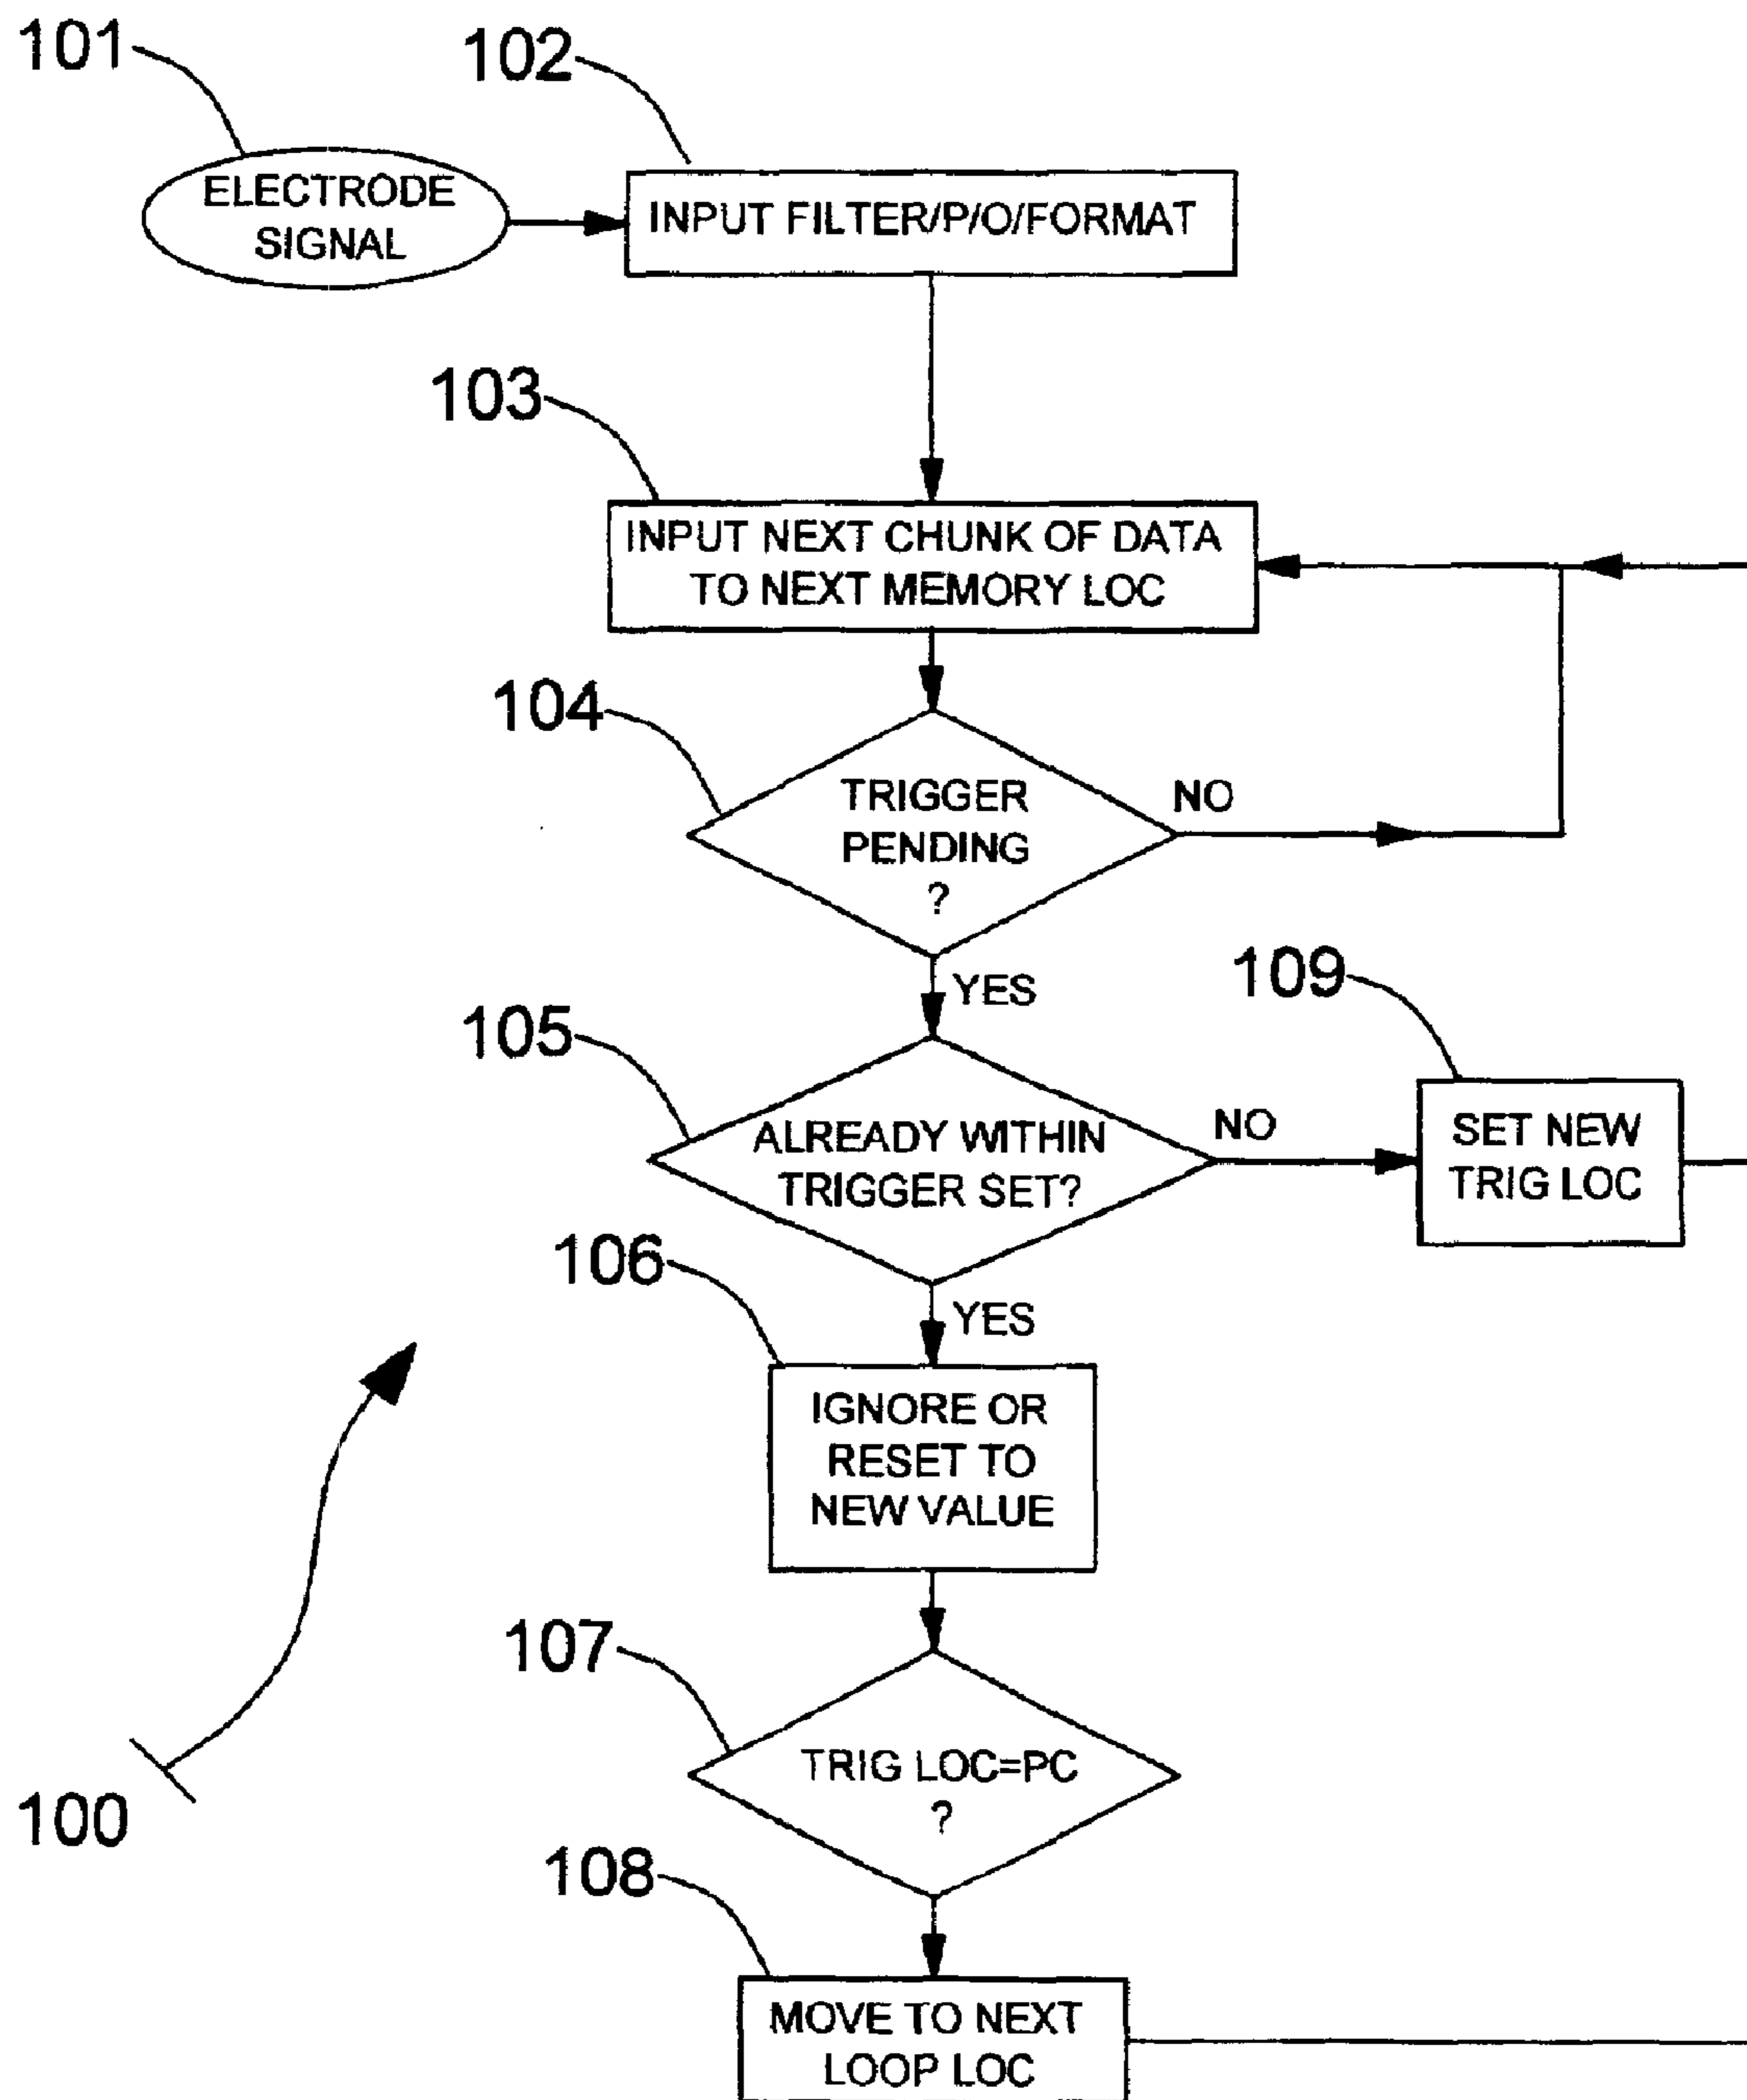 101
102
ELECTRODE
SIGNAL
INPUT FILTER/P/O/FORMAT
103
INPUT NEXT CHUNK OF DATA
TO NEXT MEMORY LOC
104
TRIGGER
PENDING
?
NO
YES
109
105
ALREADY WITHIN
TRIGGER SET?
NO
SET NEW
TRIG LOC
106
YES
IGNORE OR
RESET TO
NEW VALUE
107
TRIG LOC=PC
?
100
108
MOVE TO NEXT
LOOP LOC